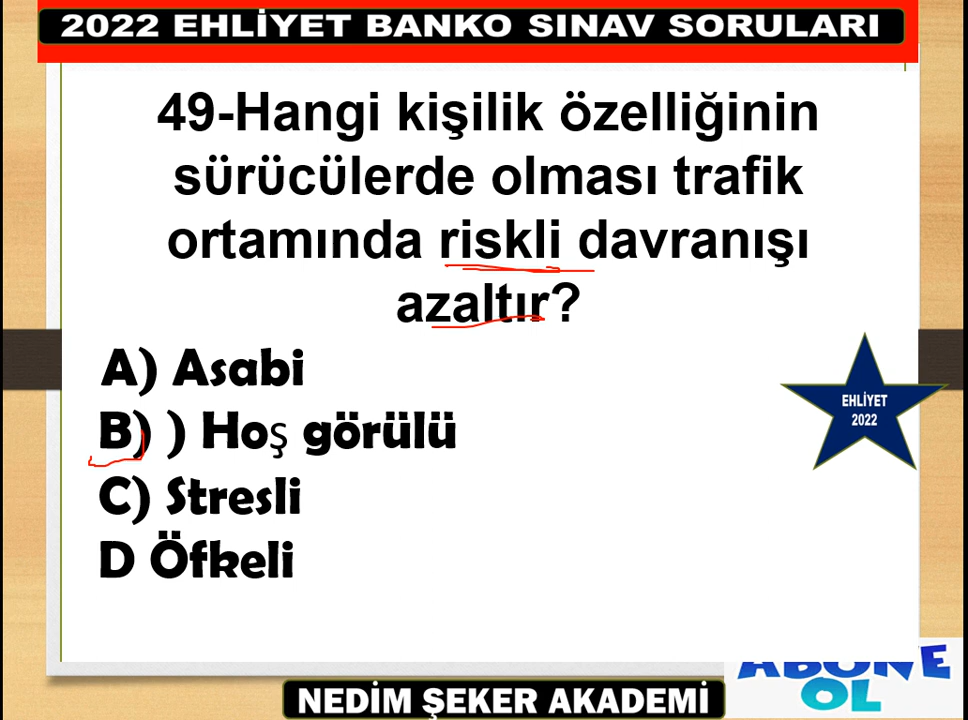 2022 EHLİYET BANKO SINAV SORULARI
49-Hangi kişilik özelliğinin
sürücülerde olması trafik
ortamında riskli davranışı
azaltır?
A) Asabi
B) ) Hoş görülü
C) Stresli
D Öfkeli
EHLİYET
2022
ABONE
OL
NEDİM ŞEKER AKADEMİ